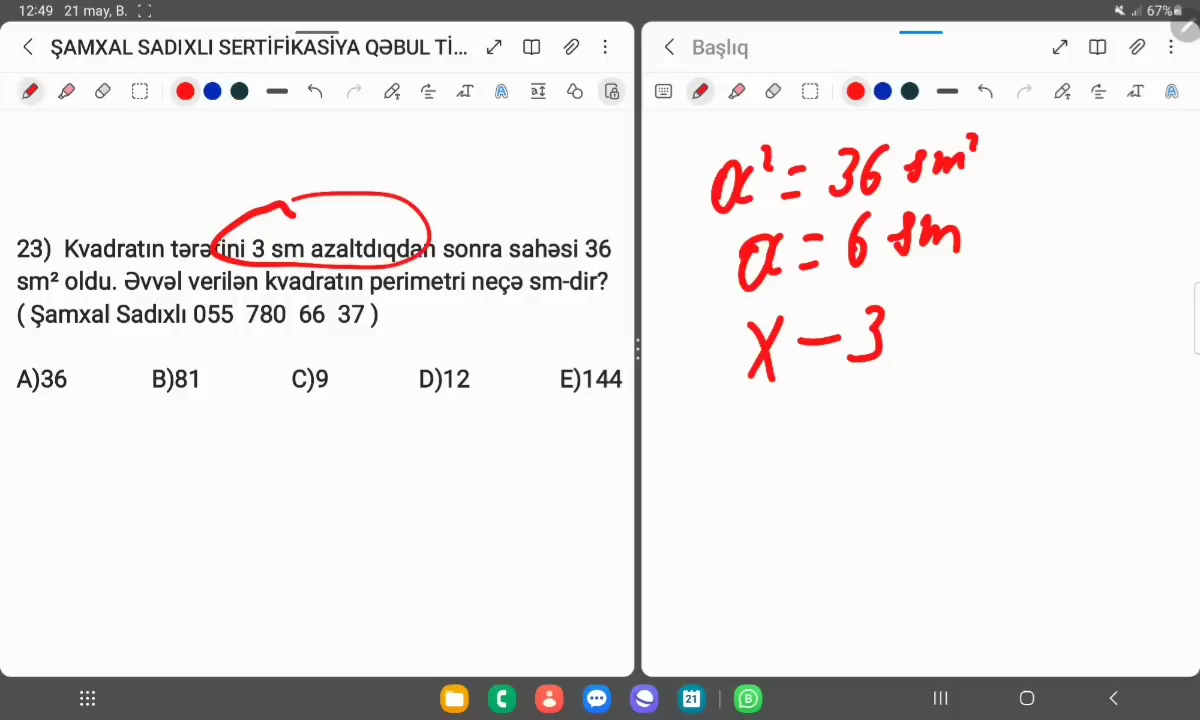 12:49 21 may, B. 67%
ŞAMXAL SADIXLI SERTİFİKASİYA QƏBUL Tİ...
Başlıq
23) Kvadratın tərəfini 3 sm azaltdıqdan sonra sahəsi 36
sm² oldu. Əvvəl verilən kvadratın perimetri neçə sm-dir?
( Şamxal Sadıxlı 055 780 66 37 )
A)36 B)81 C)9 D)12 E)144
a² = 36 sm²
a = 6 sm
x - 3
21